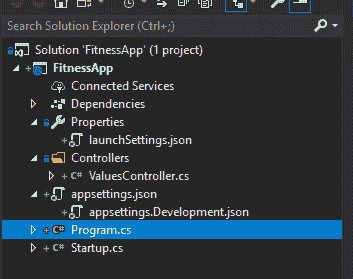 Search Solution Explorer (Ctrl+;)
Solution 'FitnessApp' (1 project)
FitnessApp
Connected Services
Dependencies
Properties
launchSettings.json
Controllers
C# ValuesController.cs
appsettings.json
appsettings.Development.json
C# Program.cs
C# Startup.cs